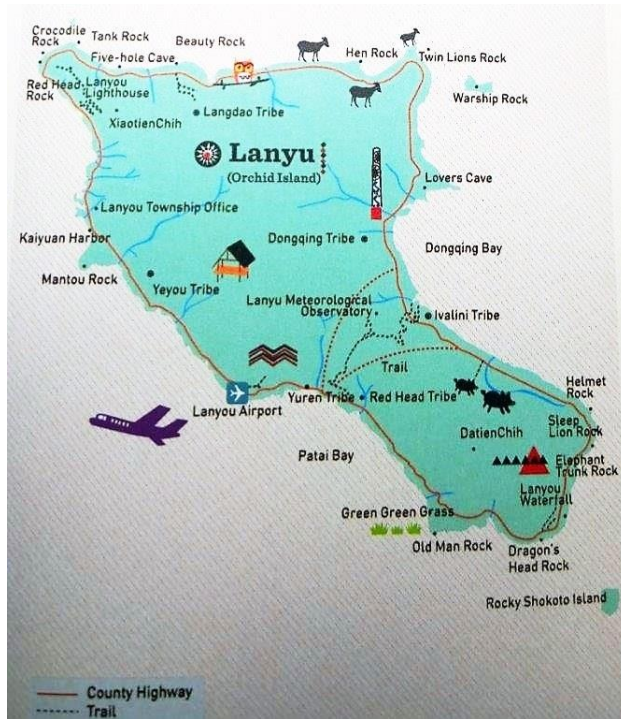 Crocodile
Rock
Tank Rock
Beauty Rock
Hen Rock
Twin Lions Rock
Five-hole Cave
Red Head
Rock
Lanyou
Lighthouse
Warship Rock
XiaotienChih
Langdao Tribe
Lanyu
(Orchid Island)
Lovers Cave
Lanyou Township Office
Kaiyuan Harbor
Dongqing Tribe
Dongqing Bay
Mantou Rock
Yeyou Tribe
Lanyu Meteorological
Observatory
Ivalini Tribe
Trail
Helmet
Rock
Lanyou Airport
Yuren Tribe
Red Head Tribe
Sleep
Lion Rock
DatienChih
Patai Bay
Elephant
Trunk Rock
Lanyou
Waterfall
Green Green Grass
Old Man Rock
Dragon's
Head Rock
Rocky Shokoto Island
County Highway
Trail